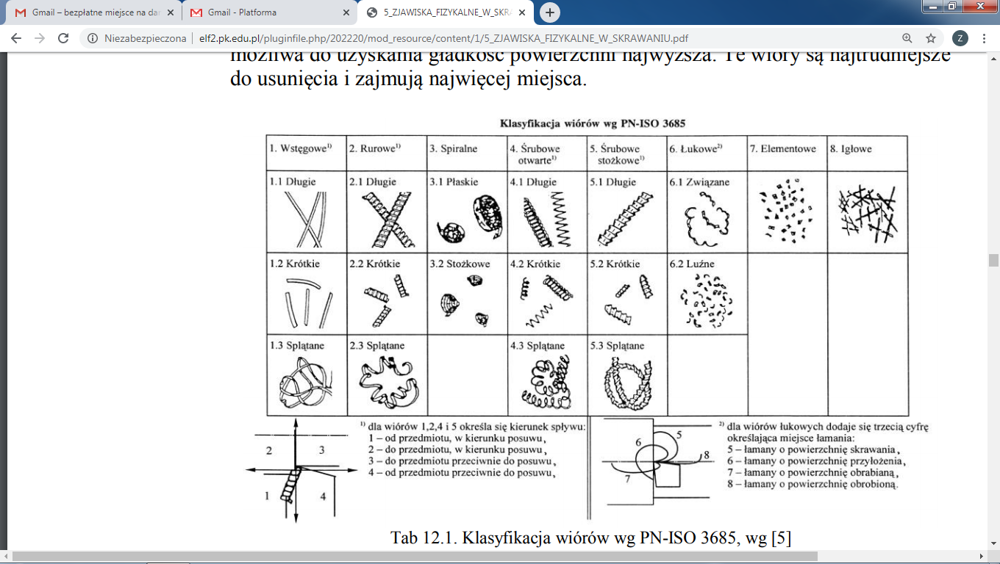 Gmail – bezpłatne miejsce na dar
Gmail - Platforma
5_ZJAWISKA_FIZYKALNE_W_SKRA
Niezabezpieczona | elf2.pk.edu.pl/pluginfile.php/202220/mod_resource/content/1/5_ZJAWISKA_FIZYKALNE_W_SKRAWANIU.pdf
Z
możliwa do uzyskania gładkość powierzchni najwyższa. Te wióry są najtrudniejsze
do usunięcia i zajmują najwięcej miejsca.
Klasyfikacja wiórów wg PN-ISO 3685
1. Wstęgowe1) 2. Rurowe1) 3. Spiralne 4. Śrubowe otwarte1) 5. Śrubowe stożkowe1) 6. Łukowe2) 7. Elementowe 8. Igłowe
1.1 Długie 2.1 Długie 3.1 Płaskie 4.1 Długie 5.1 Długie 6.1 Związane
1.2 Krótkie 2.2 Krótkie 3.2 Stożkowe 4.2 Krótkie 5.2 Krótkie 6.2 Luźne
1.3 Splątane 2.3 Splątane 4.3 Splątane 5.3 Splątane
2 3
1 4
1) dla wiórów 1,2,4 i 5 określa się kierunek spływu:
1 – od przedmiotu, w kierunku posuwu,
2 – do przedmiotu, w kierunku posuwu,
3 – do przedmiotu przeciwnie do posuwu,
4 – od przedmiotu przeciwnie do posuwu,
6 5
8
7
2) dla wiórów łukowych dodaje się trzecią cyfrę
określającą miejsce łamania:
5 – łamany o powierzchnię skrawania,
6 – łamany o powierzchnię przyłożenia,
7 – łamany o powierzchnię obrabianą,
8 – łamany o powierzchnię obrobioną.
Tab 12.1. Klasyfikacja wiórów wg PN-ISO 3685, wg [5]